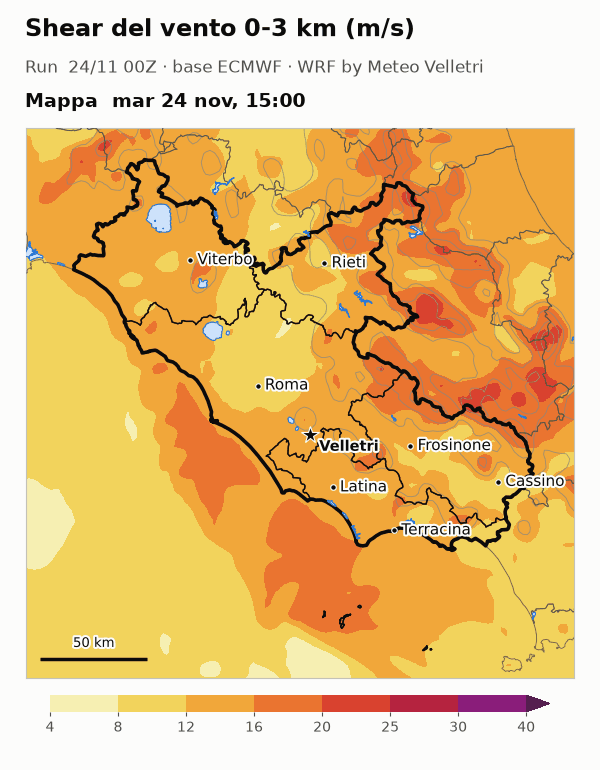 Shear del vento 0-3 km (m/s)
Run  24/11 00Z · base ECMWF · WRF by Meteo Velletri
Mappa  mar 24 nov, 15:00
Viterbo
Rieti
Roma
Velletri
Frosinone
Cassino
Latina
Terracina
50 km
4 8 12 16 20 25 30 40